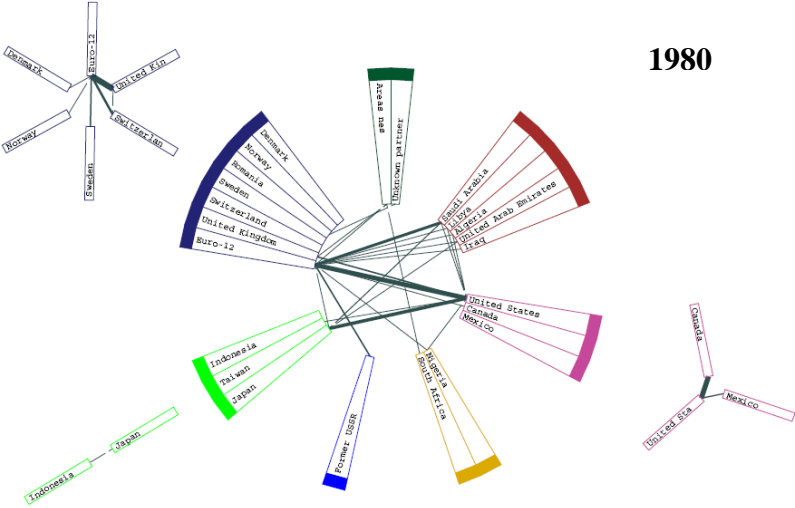 1980
Euro-12
Denmark
United Kin
Norway
Switzerlan
Sweden
Areas nes
Unknown partner
Denmark
Norway
Romania
Sweden
Switzerland
United Kingdom
Euro-12
Saudi Arabia
Libya
Algeria
United Arab Emirates
Iraq
United States
Canada
Mexico
Indonesia
Taiwan
Japan
Former USSR
Nigeria
South Africa
Canada
Mexico
United Sta
Japan
Indonesia